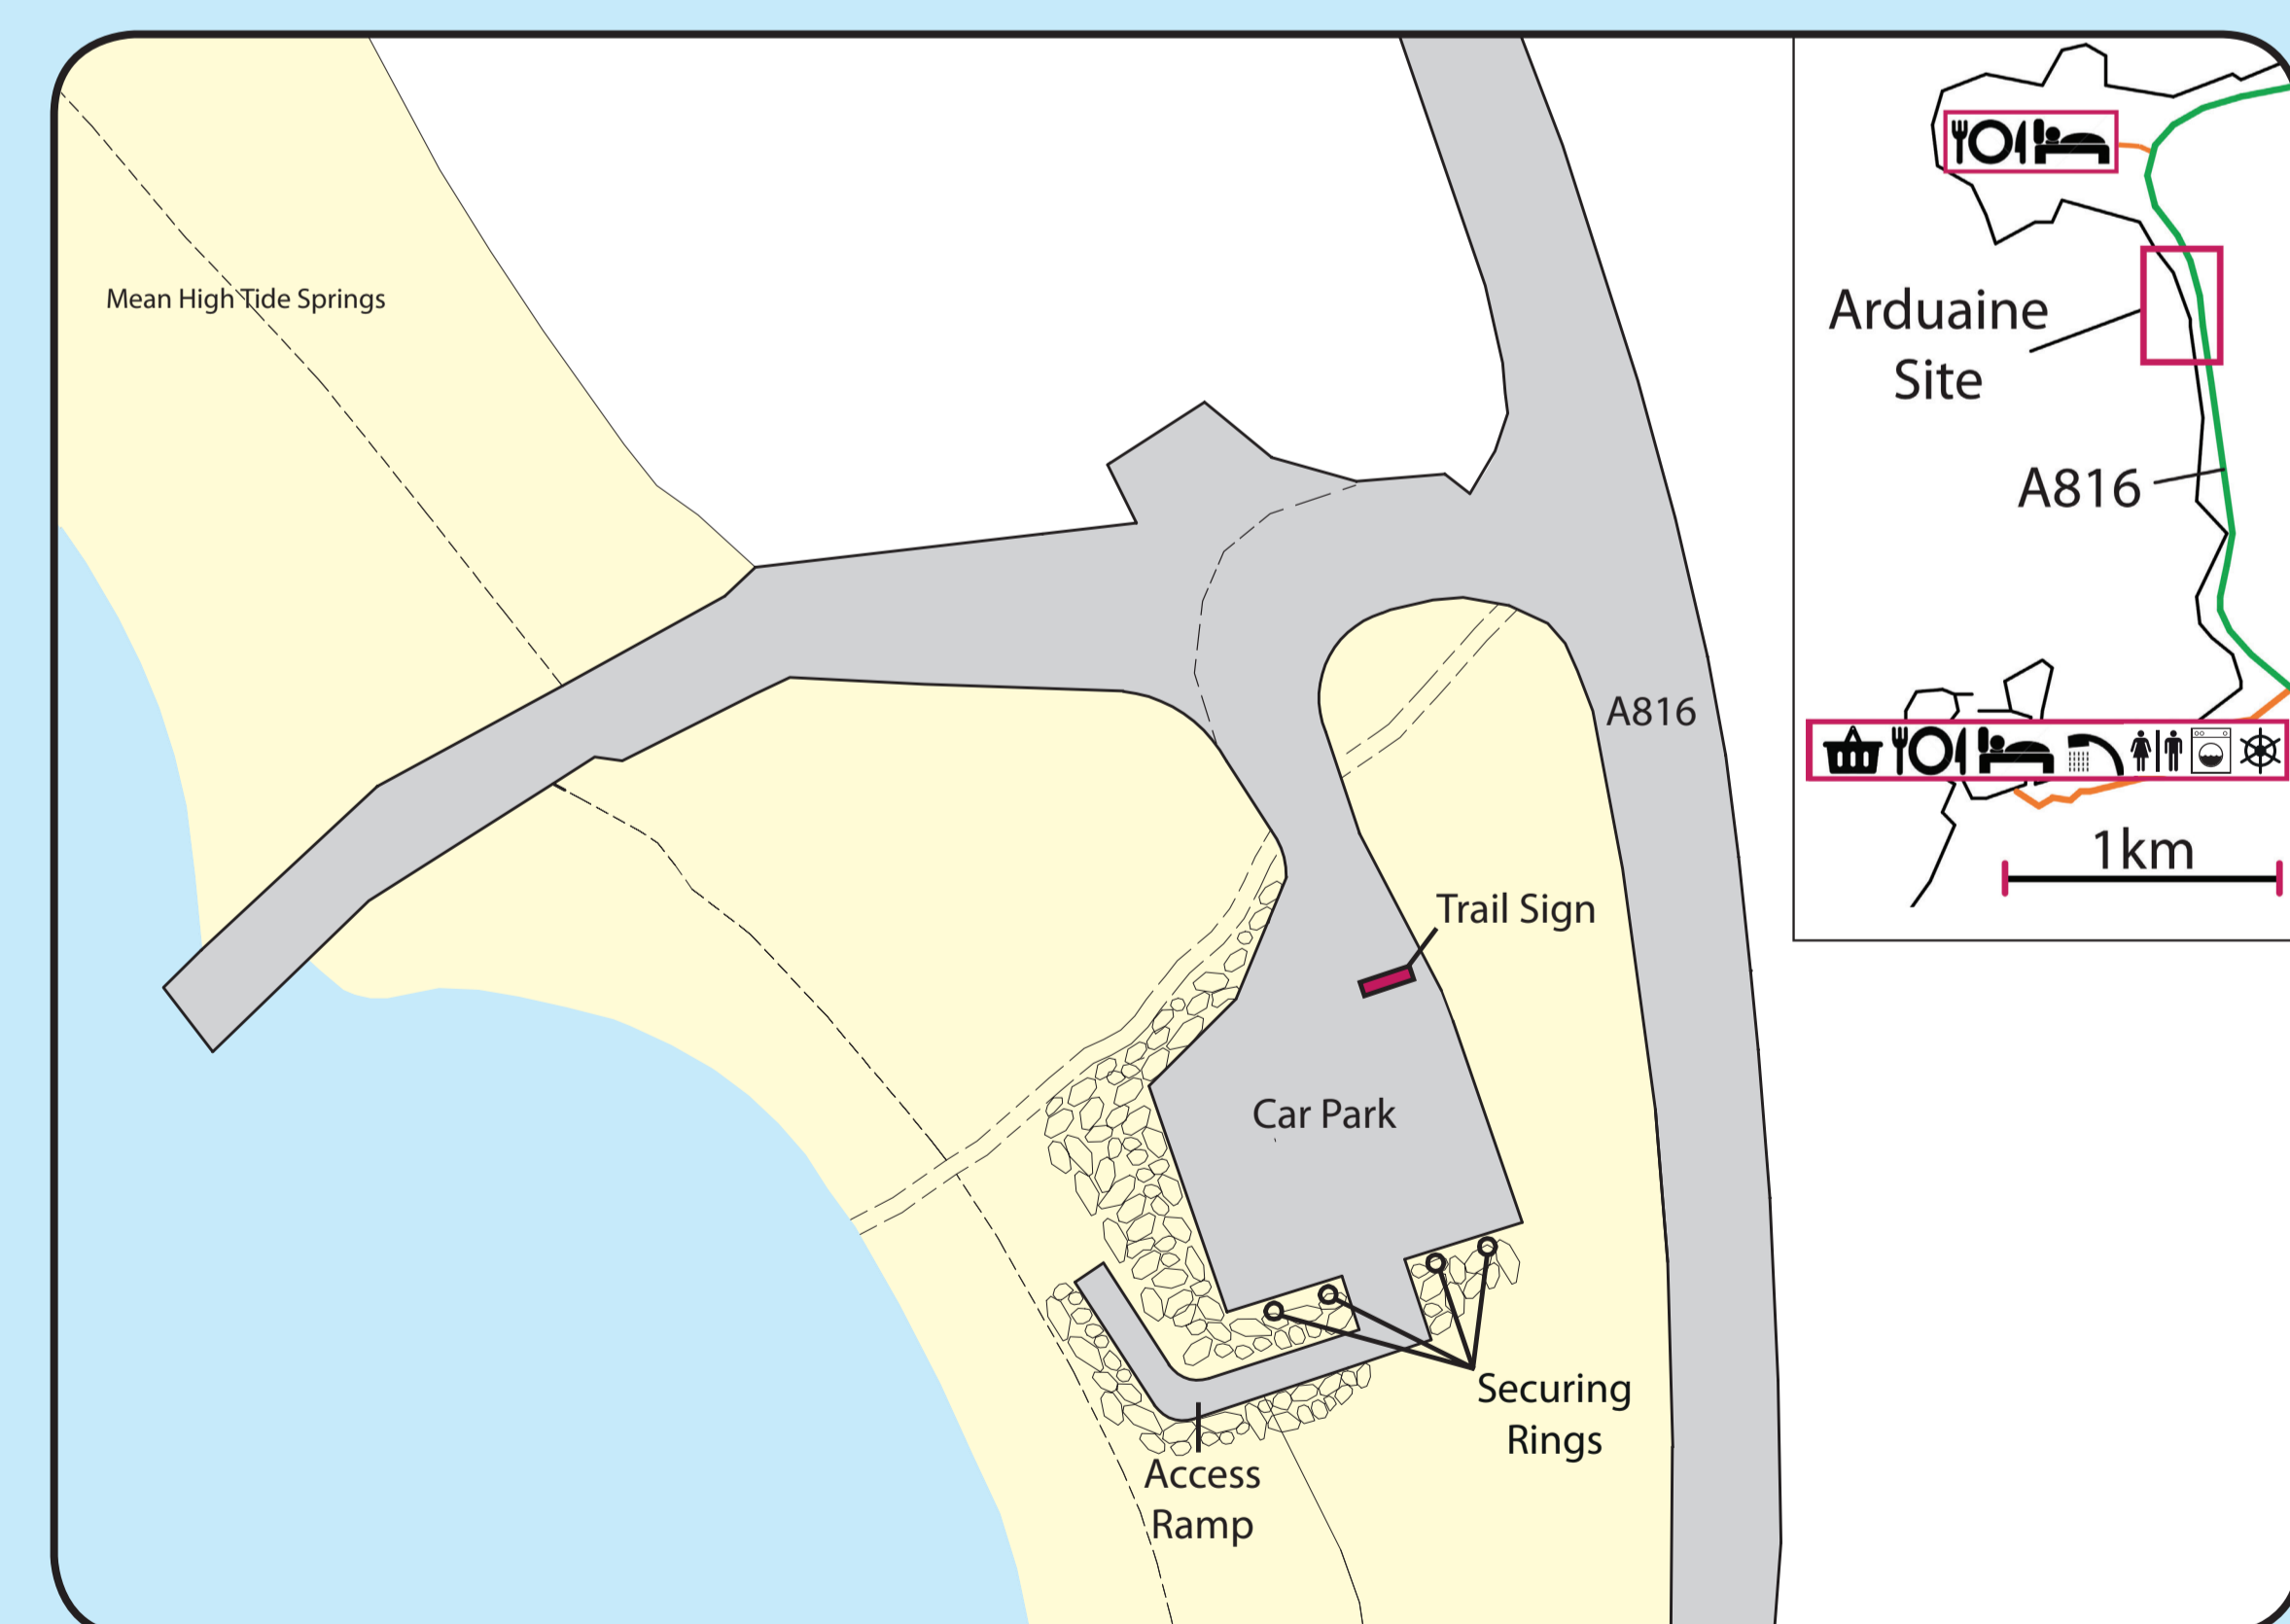 Mean High Tide Springs
A816
Trail Sign
Car Park
Securing
Rings
Access
Ramp
Arduaine
Site
A816
1km